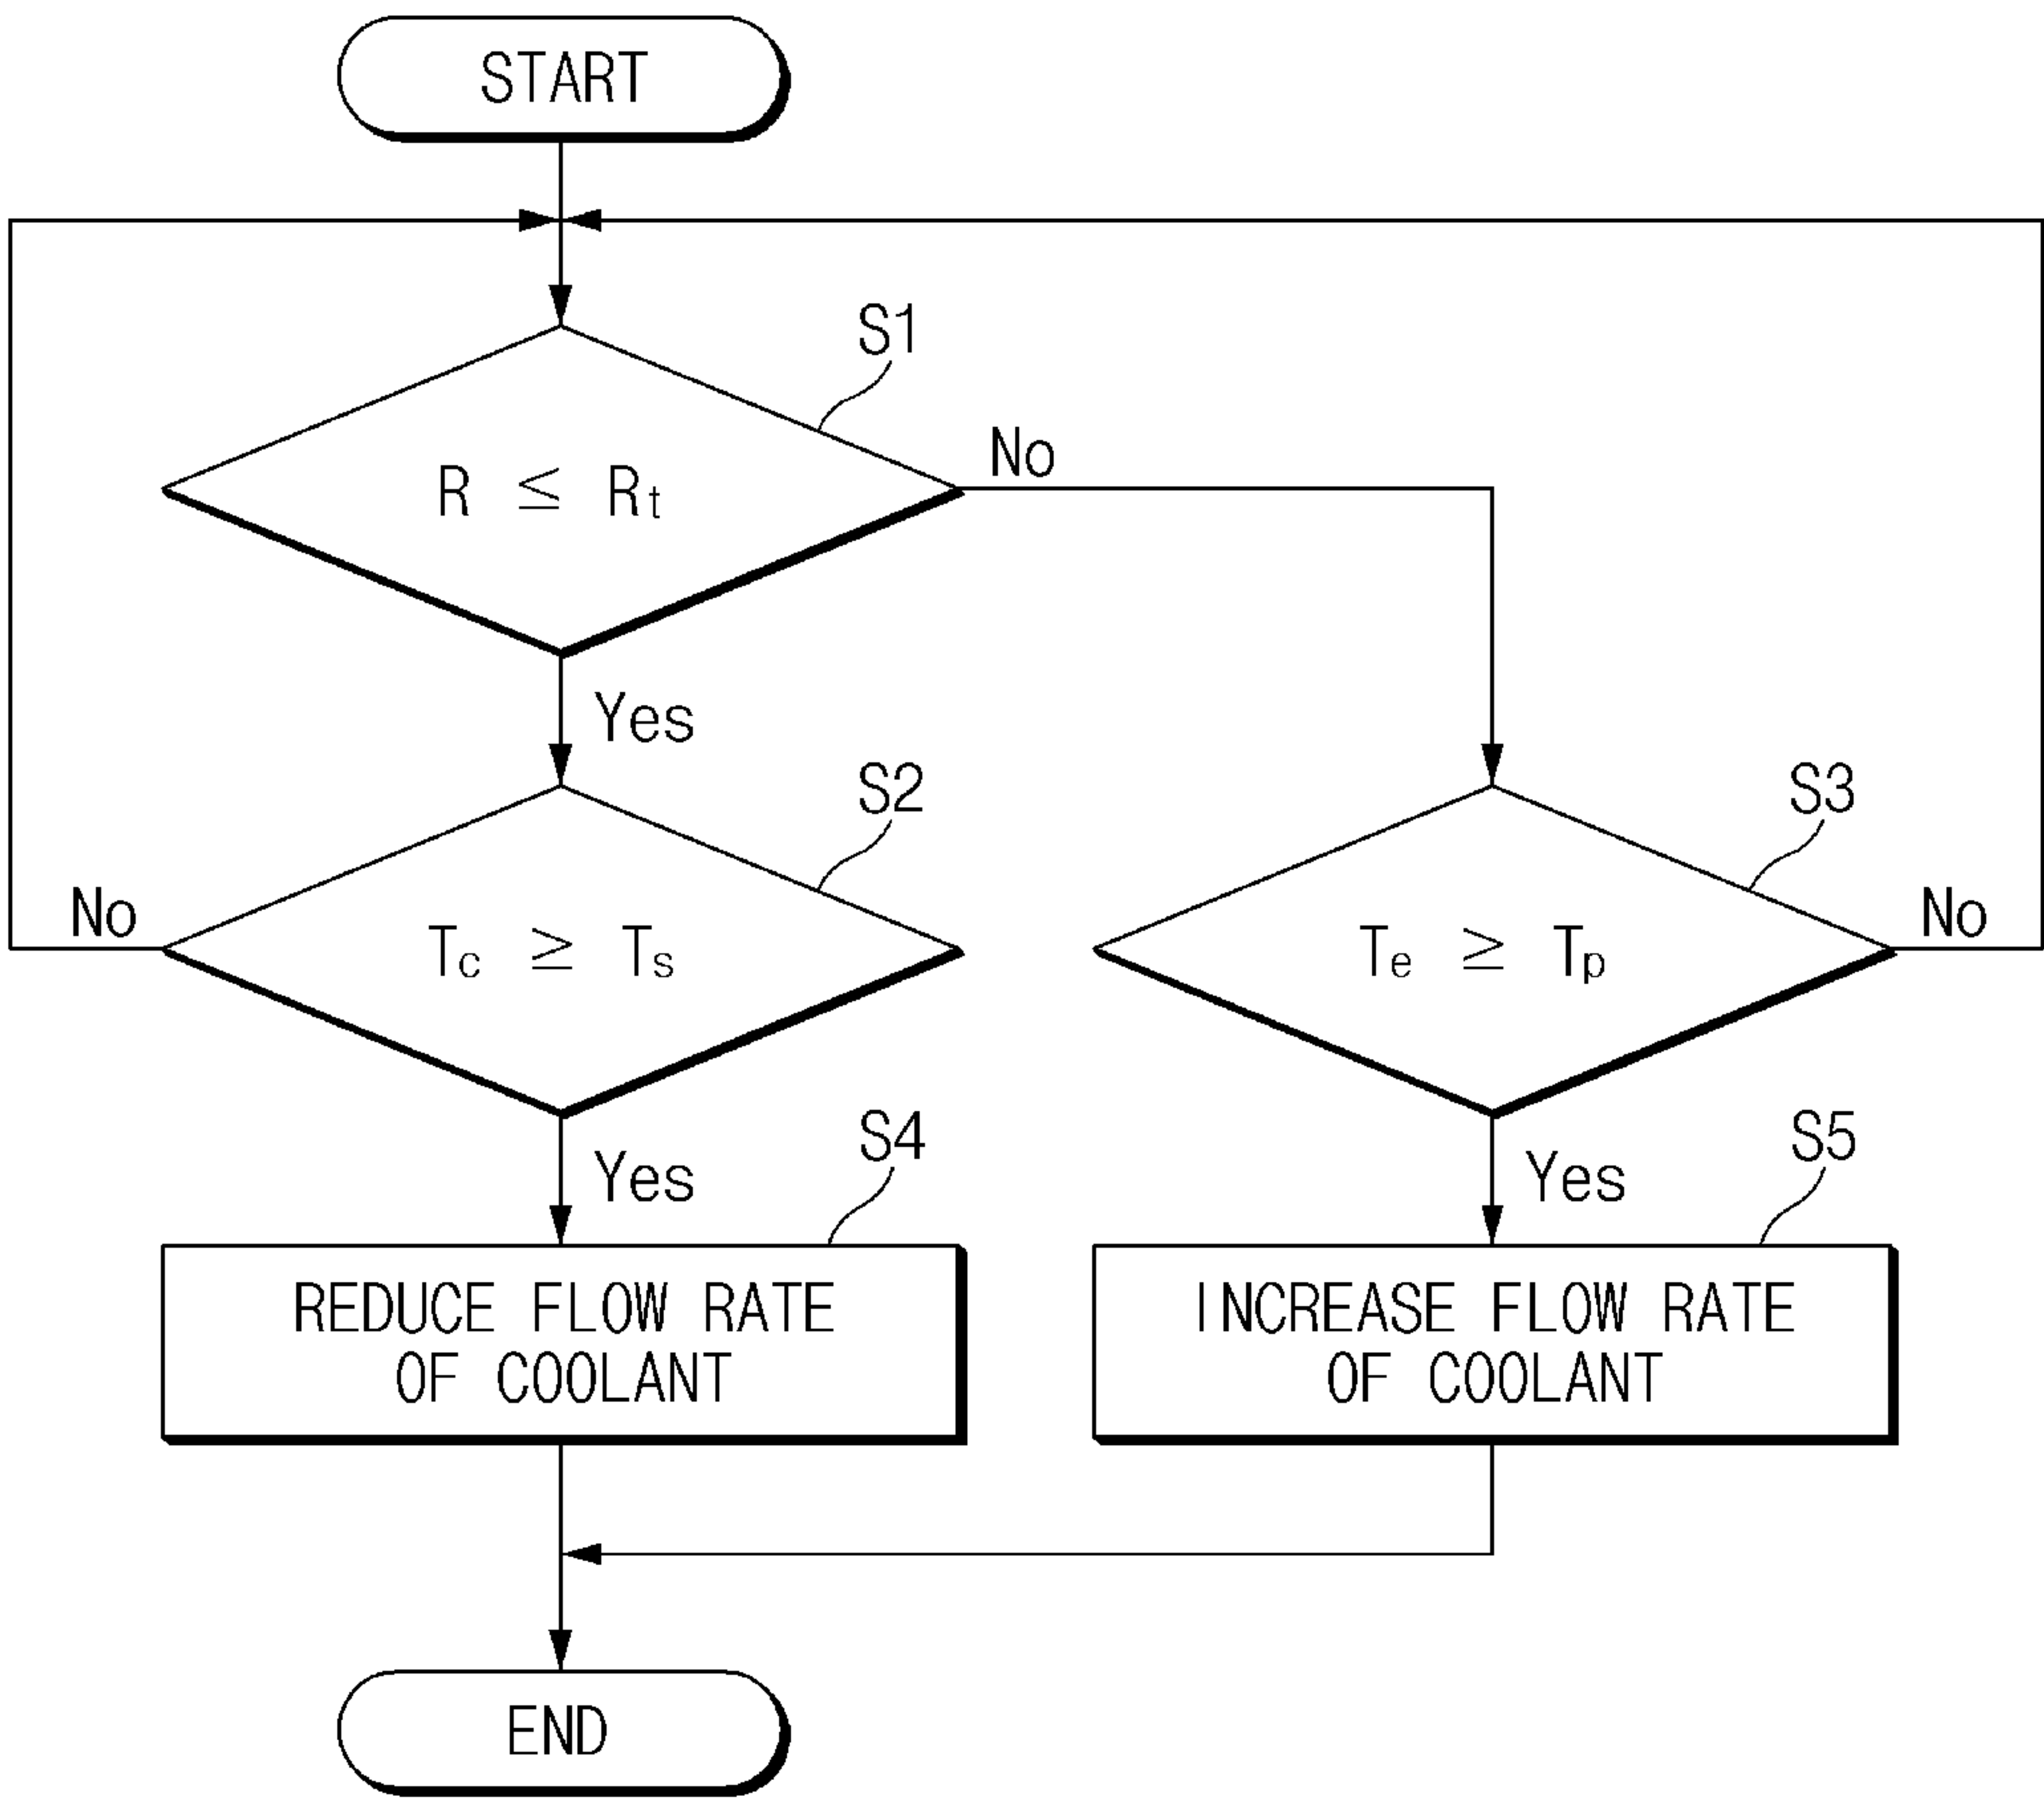 START
S1
R ≤ Rt
No
Yes
S2
S3
No
Tc ≥ Ts
Te ≥ Tp
No
Yes
S4
Yes
S5
REDUCE FLOW RATE
OF COOLANT
INCREASE FLOW RATE
OF COOLANT
END